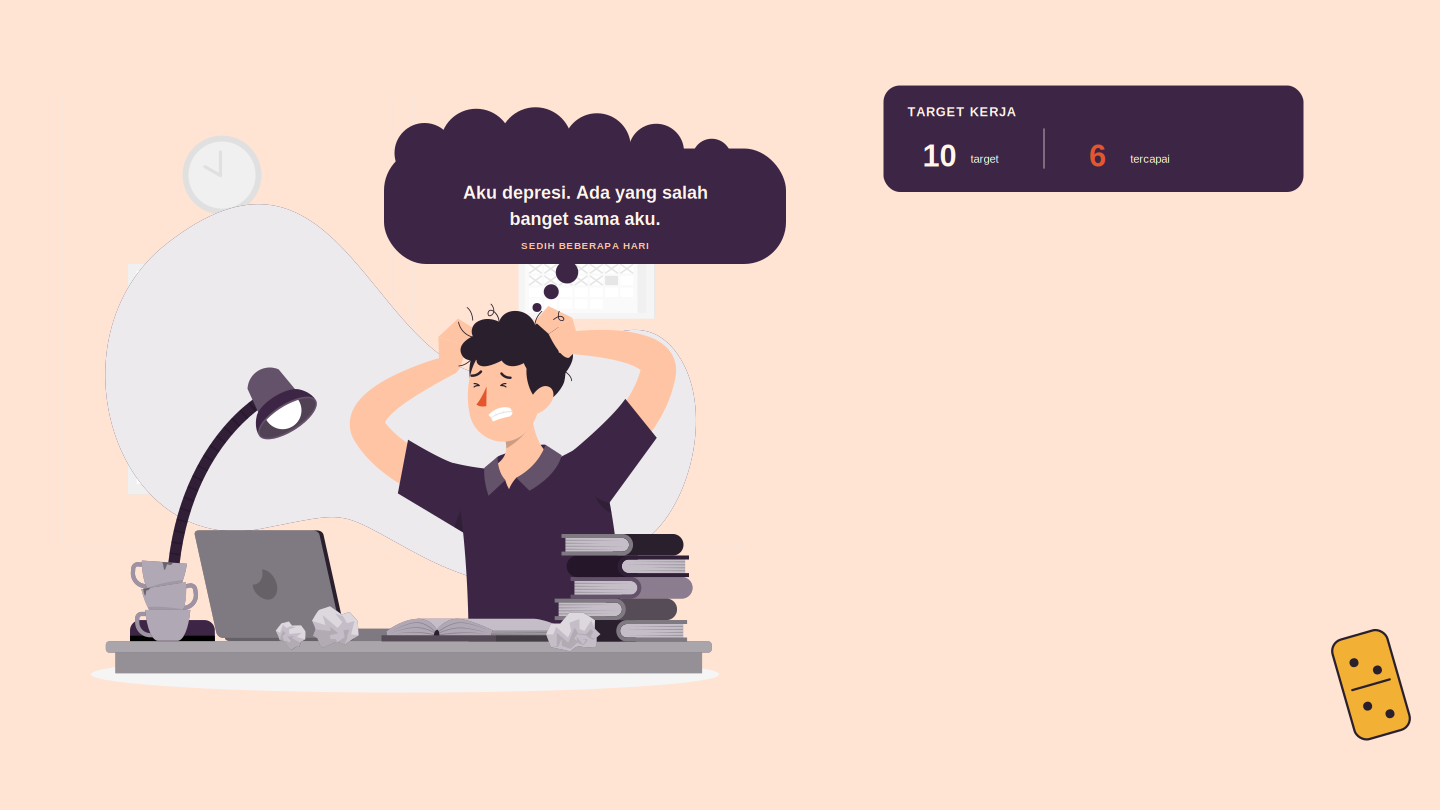 Aku depresi. Ada yang salah
banget sama aku.
SEDIH BEBERAPA HARI
TARGET KERJA
10 target
6 tercapai